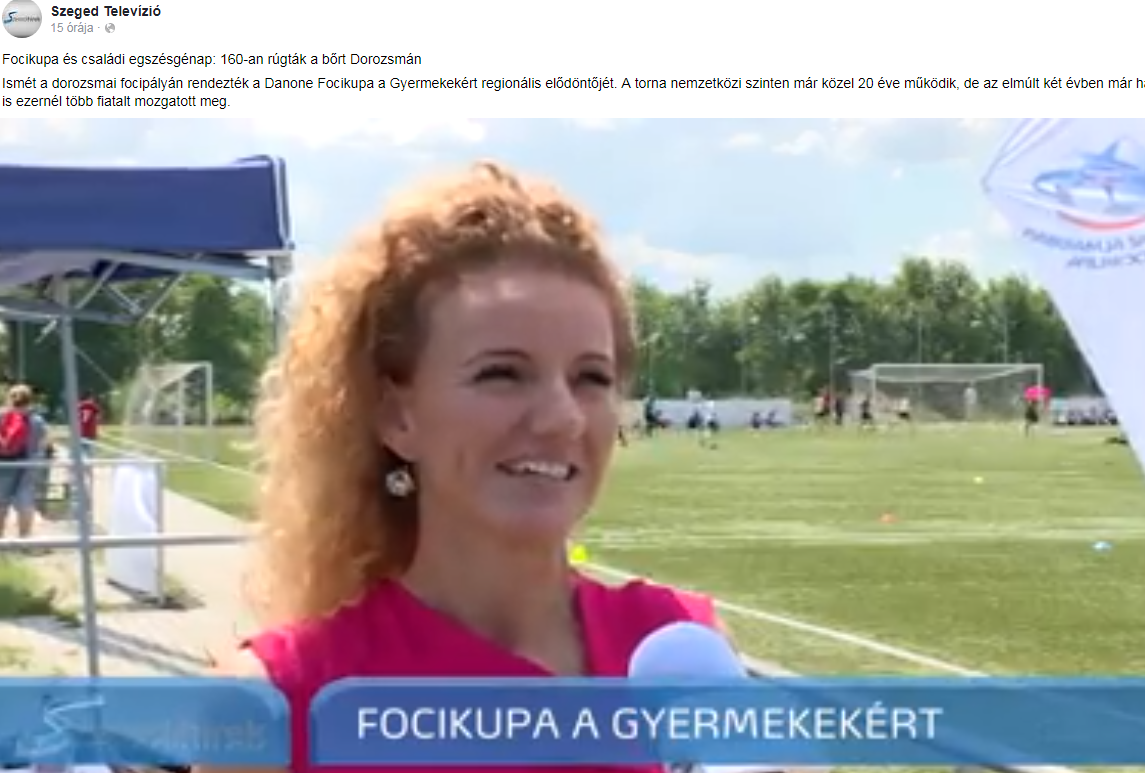 Szeged Televízió
15 órája
Focikupa és családi egszésgénap: 160-an rúgták a bőrt Dorozsmán
Ismét a dorozsmai focipályán rendezték a Danone Focikupa a Gyermekekért regionális elődöntőjét. A torna nemzetközi szinten már közel 20 éve működik, de az elmúlt két évben már
is ezernél több fiatalt mozgatott meg.
FOCIKUPA A GYERMEKEKÉRT